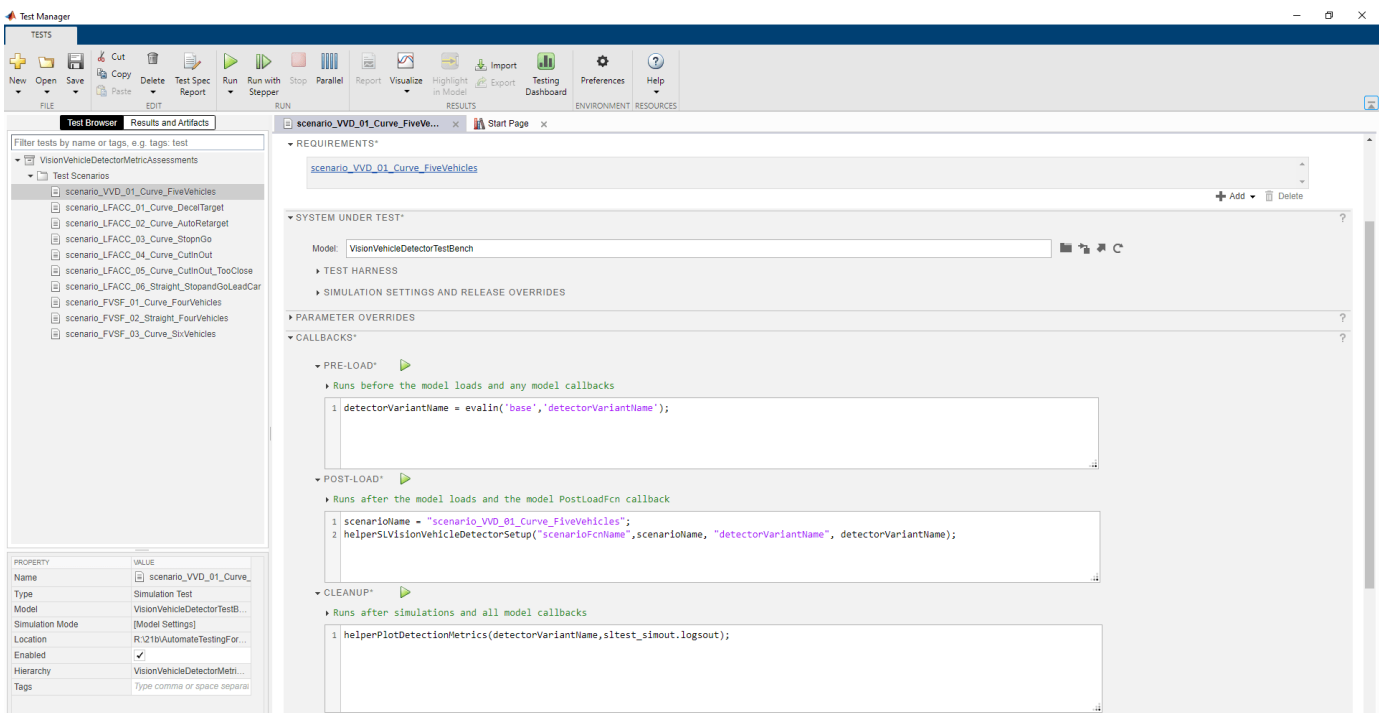 Test Manager
TESTS
New Open Save Cut Copy Paste Delete Test Spec Report Run Run with Stepper Stop Parallel Report Visualize Highlight in Model Import Export Testing Dashboard Preferences Help
FILE EDIT RUN RESULTS ENVIRONMENT RESOURCES
Test Browser Results and Artifacts
scenario_VVD_01_Curve_FiveVe... × Start Page ×
Filter tests by name or tags, e.g. tags: test
VisionVehicleDetectorMetricAssessments
Test Scenarios
scenario_VVD_01_Curve_FiveVehicles
scenario_LFACC_01_Curve_DecelTarget
scenario_LFACC_02_Curve_AutoRetarget
scenario_LFACC_03_Curve_StopnGo
scenario_LFACC_04_Curve_CutInOut
scenario_LFACC_05_Curve_CutInOut_TooClose
scenario_LFACC_06_Straight_StopandGoLeadCar
scenario_FVSF_01_Curve_FourVehicles
scenario_FVSF_02_Straight_FourVehicles
scenario_FVSF_03_Curve_SixVehicles
PROPERTY VALUE
Name scenario_VVD_01_Curve_
Type Simulation Test
Model VisionVehicleDetectorTestB...
Simulation Mode [Model Settings]
Location R:\21b\AutomateTestingFor...
Enabled
Hierarchy VisionVehicleDetectorMetri...
Tags Type comma or space separat
REQUIREMENTS*
scenario_VVD_01_Curve_FiveVehicles
Add Delete
SYSTEM UNDER TEST* ?
Model: VisionVehicleDetectorTestBench
TEST HARNESS
SIMULATION SETTINGS AND RELEASE OVERRIDES
PARAMETER OVERRIDES ?
CALLBACKS* ?
PRE-LOAD*
Runs before the model loads and any model callbacks
1 detectorVariantName = evalin('base','detectorVariantName');
POST-LOAD*
Runs after the model loads and the model PostLoadFcn callback
1 scenarioName = "scenario_VVD_01_Curve_FiveVehicles";
2 helperSLVisionVehicleDetectorSetup("scenarioFcnName",scenarioName, "detectorVariantName", detectorVariantName);
CLEANUP*
Runs after simulations and all model callbacks
1 helperPlotDetectionMetrics(detectorVariantName,sltest_simout.logsout);